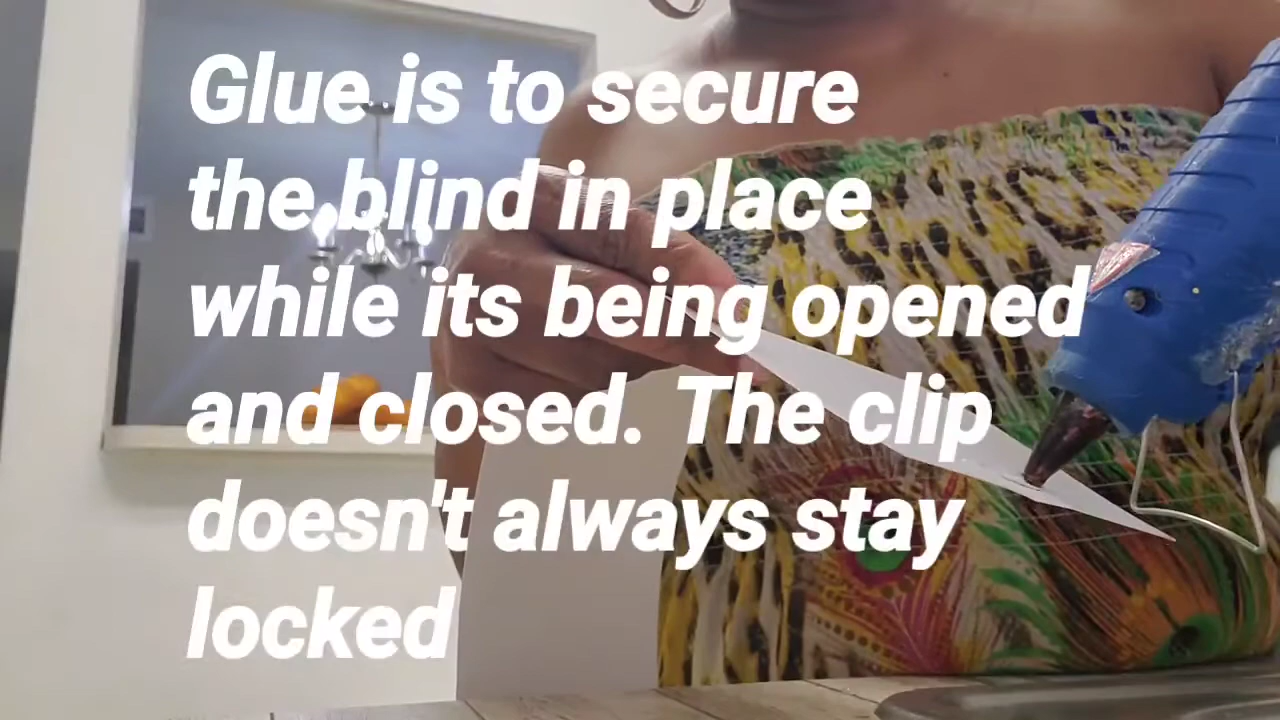 Glue is to secure
the blind in place
while its being opened
and closed. The clip
doesn't always stay
locked